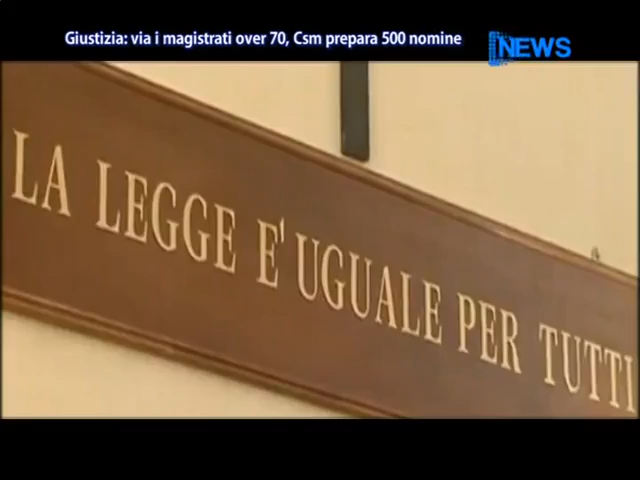 Giustizia: via i magistrati over 70, Csm prepara 500 nomine
NEWS
LA LEGGE E' UGUALE PER TUTTI